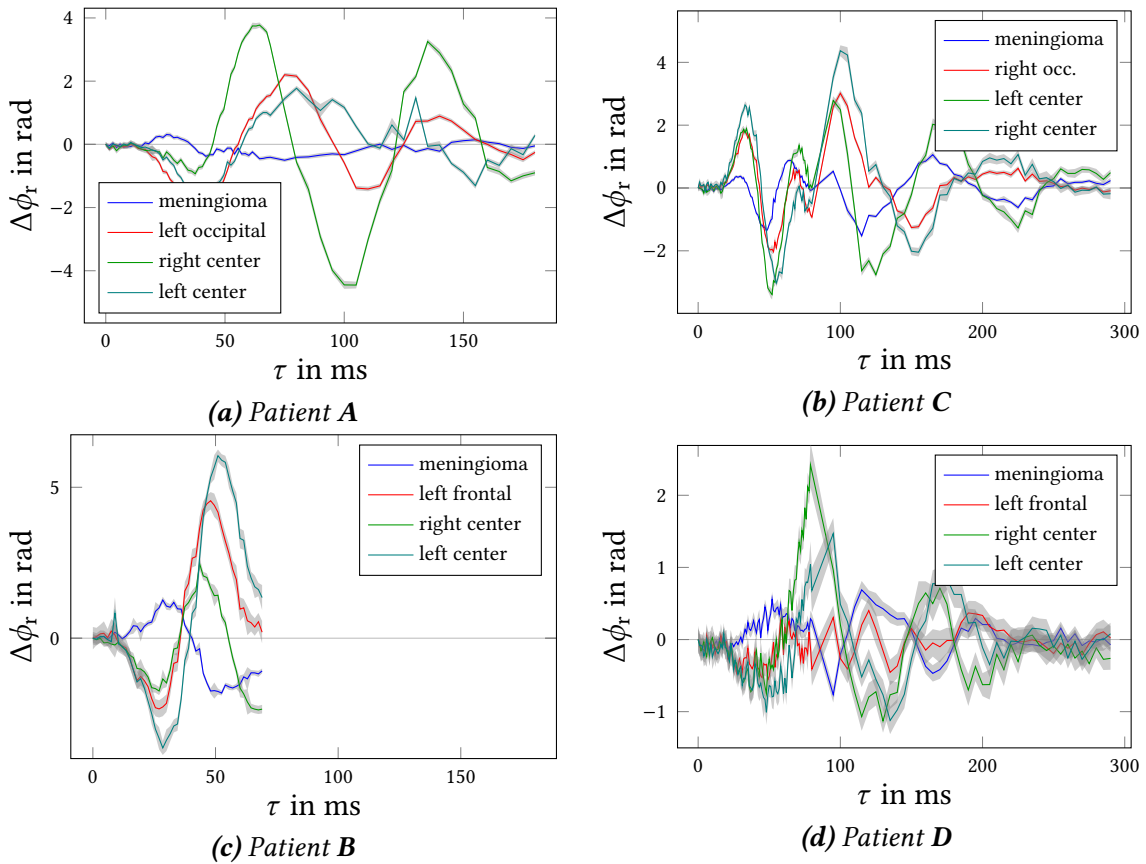 4
2
0
−2
−4
Δϕr in rad
meningioma
left occipital
right center
left center
0 50 100 150
τ in ms
(a) Patient A
4
2
0
−2
Δϕr in rad
meningioma
right occ.
left center
right center
0 100 200 300
τ in ms
(b) Patient C
5
0
Δϕr in rad
meningioma
left frontal
right center
left center
0 50 100 150
τ in ms
(c) Patient B
2
1
0
−1
Δϕr in rad
meningioma
left frontal
right center
left center
0 100 200 300
τ in ms
(d) Patient D